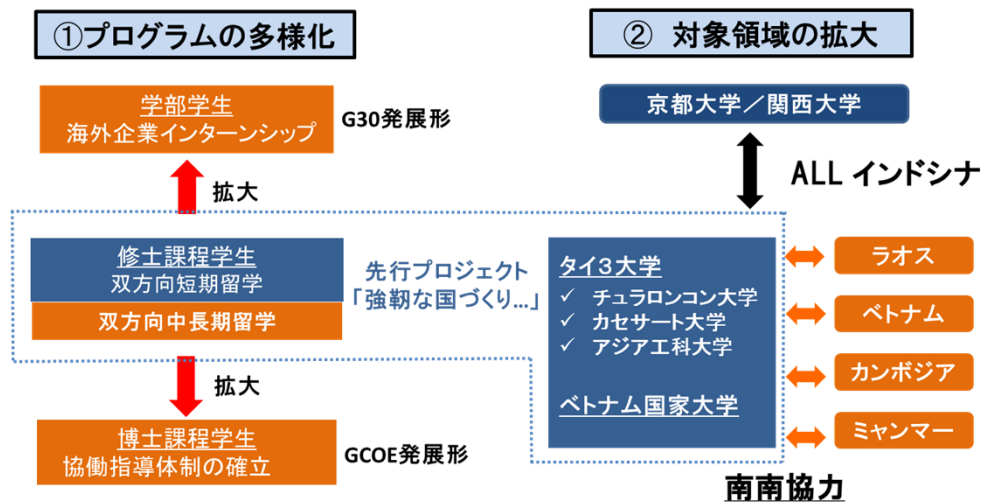 ①プログラムの多様化
学部学生
海外企業インターンシップ
G30発展形
拡大
修士課程学生
双方向短期留学
双方向中長期留学
先行プロジェクト
「強靭な国づくり…」
拡大
博士課程学生
協働指導体制の確立
GCOE発展形
② 対象領域の拡大
京都大学／関西大学
ALL インドシナ
タイ3大学
✓ チュラロンコン大学
✓ カセサート大学
✓ アジア工科大学
ベトナム国家大学
ラオス
ベトナム
カンボジア
ミャンマー
南南協力